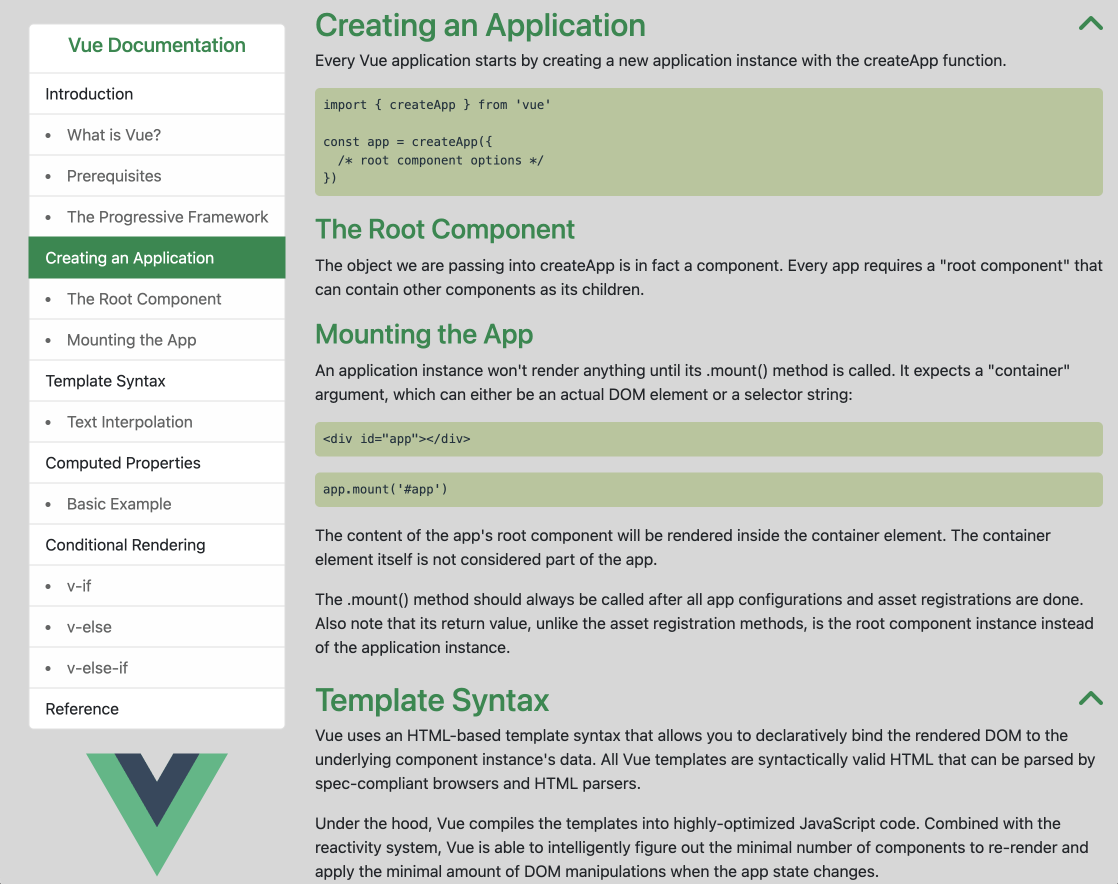 Vue Documentation
Introduction
• What is Vue?
• Prerequisites
• The Progressive Framework
Creating an Application
• The Root Component
• Mounting the App
Template Syntax
• Text Interpolation
Computed Properties
• Basic Example
Conditional Rendering
• v-if
• v-else
• v-else-if
Reference
Creating an Application
Every Vue application starts by creating a new application instance with the createApp function.
import { createApp } from 'vue'
const app = createApp({
  /* root component options */
})
The Root Component
The object we are passing into createApp is in fact a component. Every app requires a "root component" that
can contain other components as its children.
Mounting the App
An application instance won't render anything until its .mount() method is called. It expects a "container"
argument, which can either be an actual DOM element or a selector string:
<div id="app"></div>
app.mount('#app')
The content of the app's root component will be rendered inside the container element. The container
element itself is not considered part of the app.
The .mount() method should always be called after all app configurations and asset registrations are done.
Also note that its return value, unlike the asset registration methods, is the root component instance instead
of the application instance.
Template Syntax
Vue uses an HTML-based template syntax that allows you to declaratively bind the rendered DOM to the
underlying component instance's data. All Vue templates are syntactically valid HTML that can be parsed by
spec-compliant browsers and HTML parsers.
Under the hood, Vue compiles the templates into highly-optimized JavaScript code. Combined with the
reactivity system, Vue is able to intelligently figure out the minimal number of components to re-render and
apply the minimal amount of DOM manipulations when the app state changes.